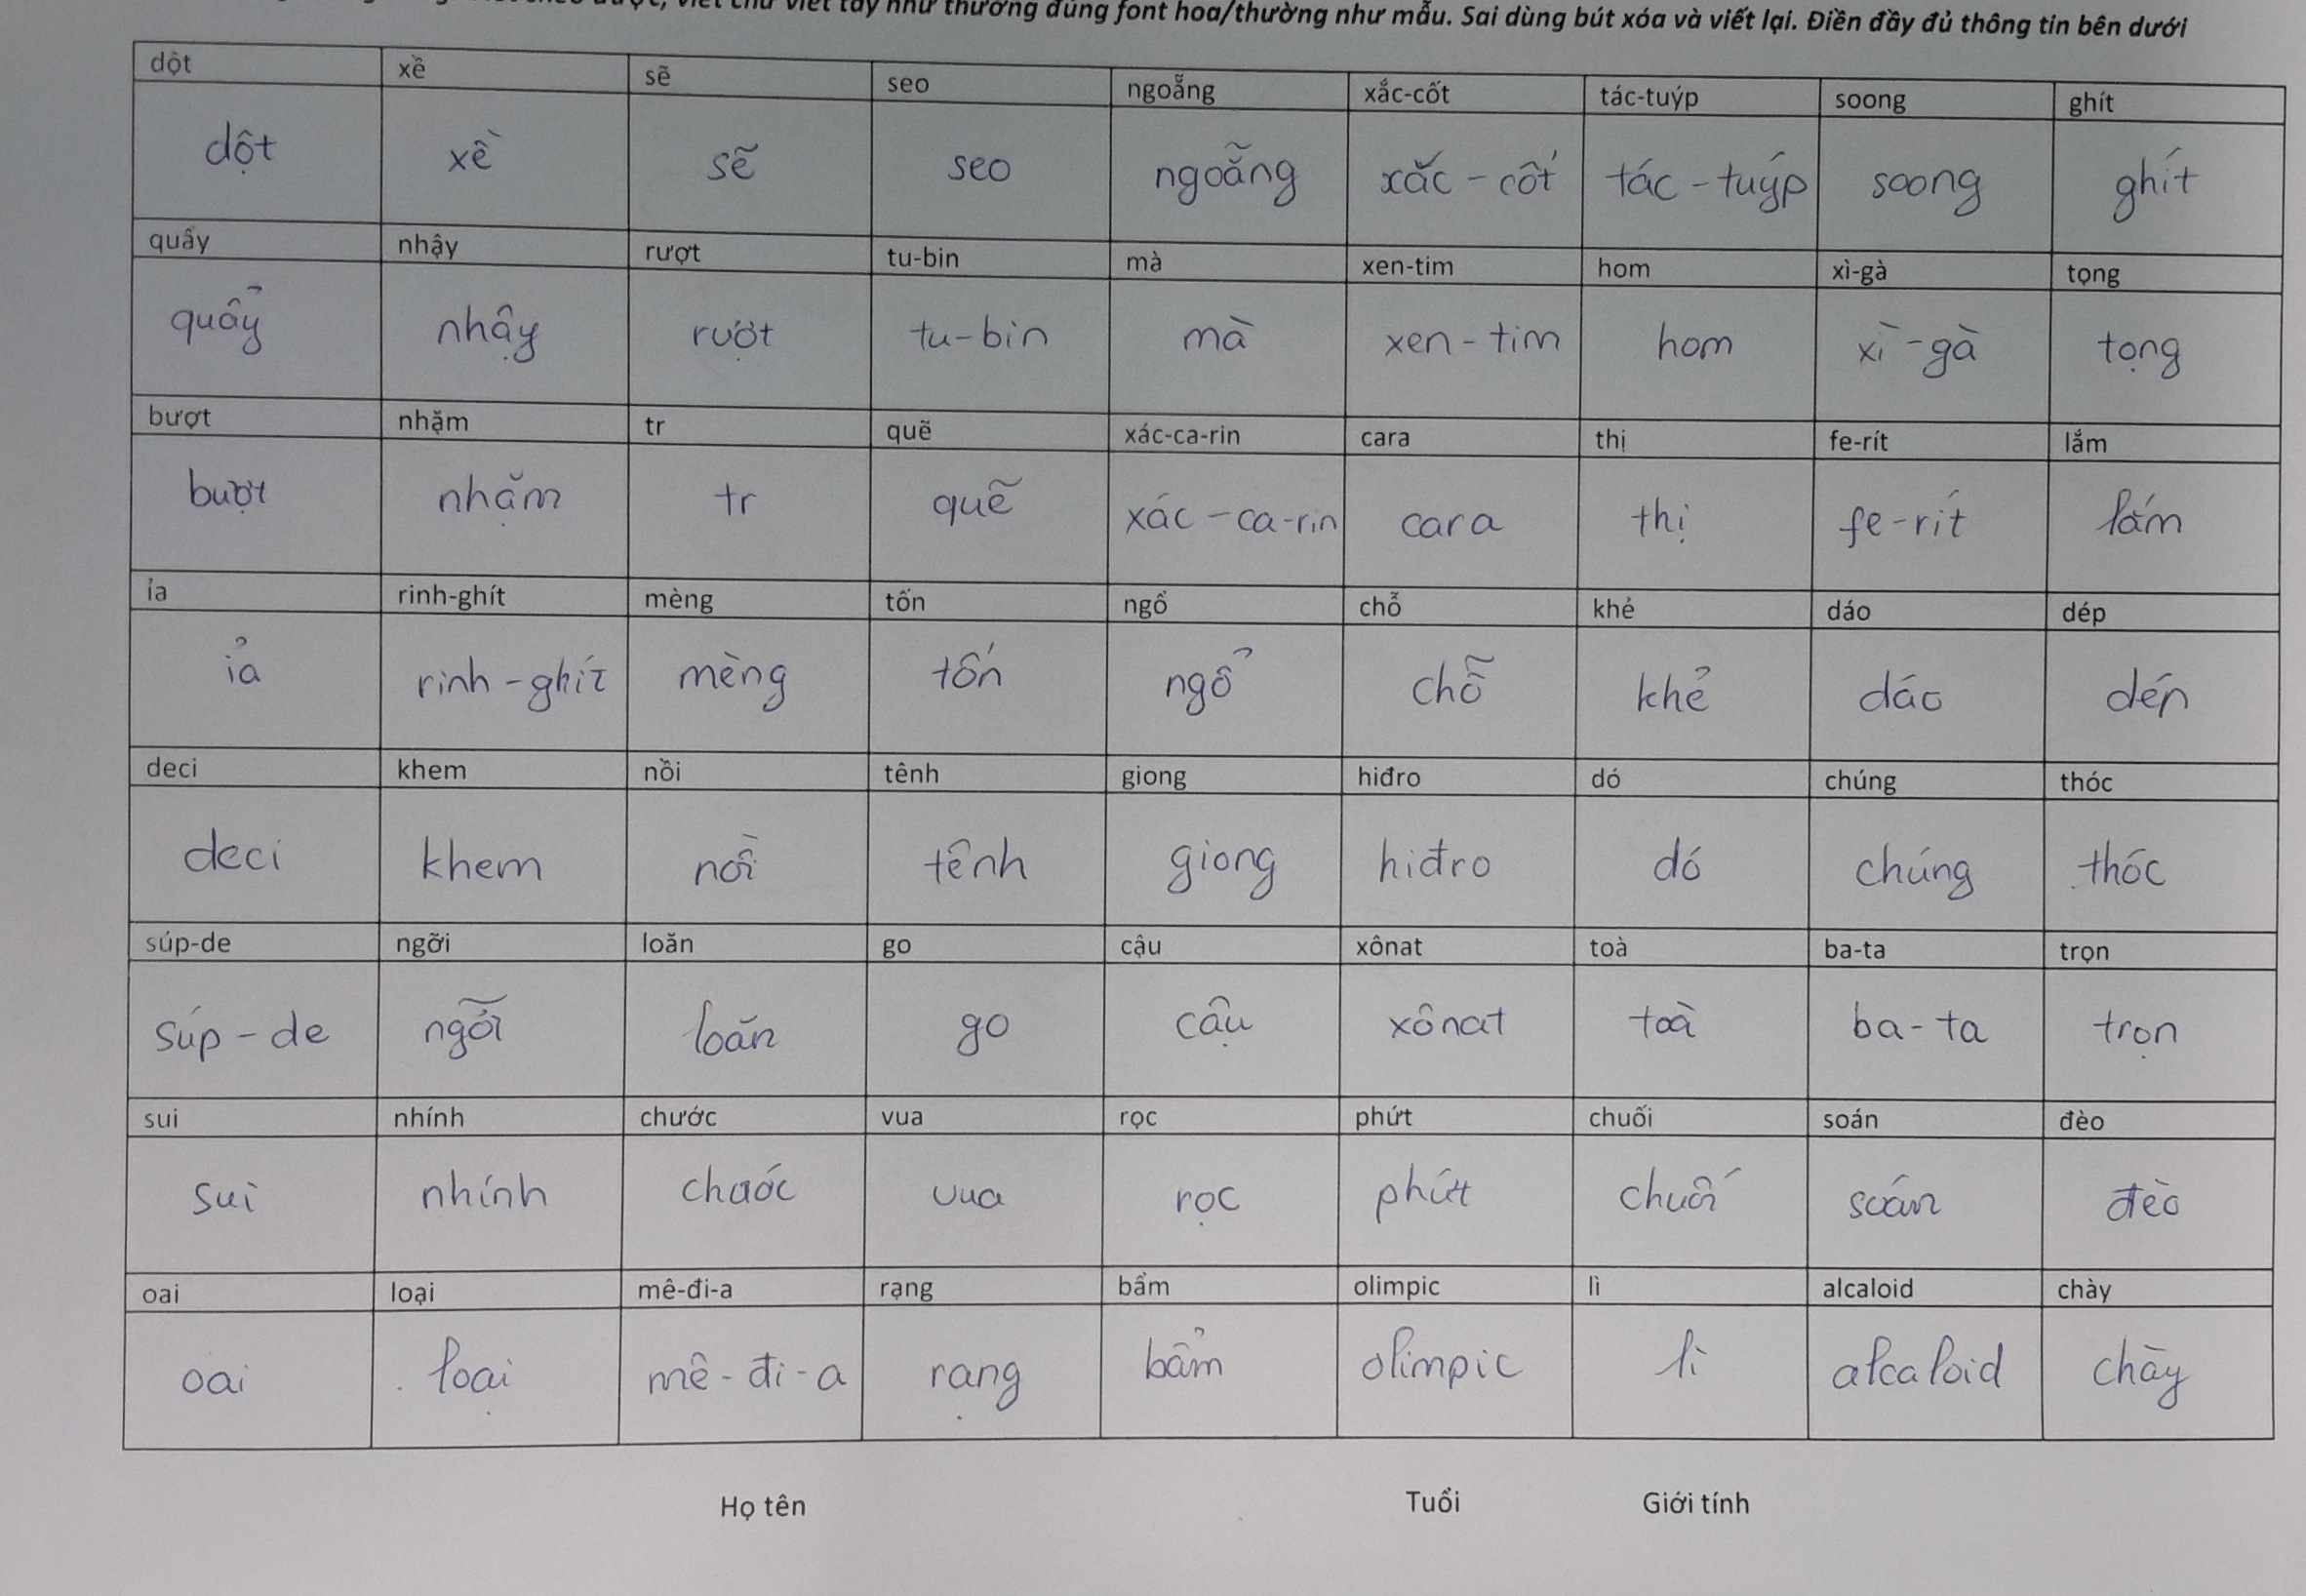 viết chữ viết tay như thường đúng font hoa/thường như mẫu. Sai dùng bút xóa và viết lại. Điền đầy đủ thông tin bên dưới
dột xề sẽ seo ngoẵng xắc-cốt tác-tuýp soong ghít
dột xề sẽ seo ngoẵng xắc-cốt tác-tuýp soong ghít
quẩy nhậy rượt tu-bin mà xen-tim hom xì-gà tọng
quẩy nhậy rượt tu-bin mà xen-tim hom xì-gà tọng
bượt nhặm tr quẽ xác-ca-rin cara thị fe-rít lắm
bượt nhặm tr quẽ xác-ca-rin cara thị fe-rít lắm
ỉa rinh-ghít mèng tốn ngổ chỗ khẻ dáo dép
ỉa rinh-ghít mèng tốn ngổ chỗ khẻ dáo dép
deci khem nồi tênh giong hiđro dó chúng thóc
deci khem nồi tênh giong hiđro dó chúng thóc
súp-de ngỡi loăn go cậu xônat toà ba-ta trọn
súp-de ngỡi loăn go cậu xônat toà ba-ta trọn
sui nhính chước vua rọc phứt chuối soán đèo
sui nhính chước vua rọc phứt chuối soán đèo
oai loại mê-đi-a rạng bẩm olimpic lì alcaloid chày
oai loại mê-đi-a rạng bẩm olimpic lì alcaloid chày
Họ tên Tuổi Giới tính